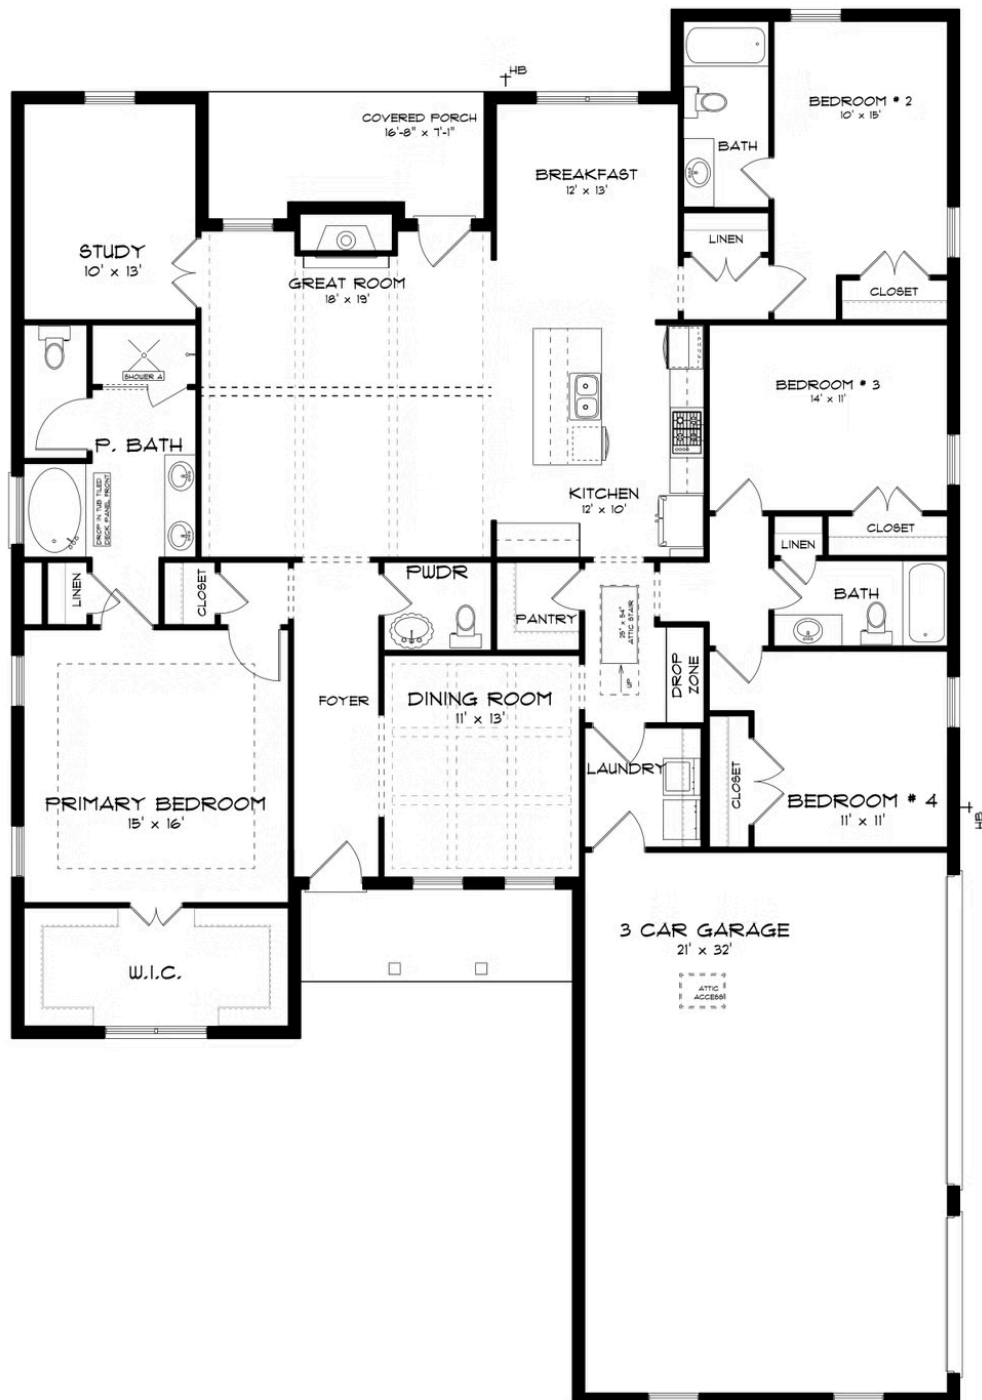 HB
COVERED PORCH
16'-8" x 7'-1"
BEDROOM # 2
10' x 15'
BATH
BREAKFAST
12' x 13'
STUDY
10' x 13'
LINEN
GREAT ROOM
18' x 19'
CLOSET
SHOWER A
BEDROOM # 3
14' x 11'
P. BATH
DROP IN TUB TILED
DECK, PANEL FRONT
KITCHEN
12' x 10'
CLOSET
LINEN
LINEN
CLOSET
PWDR
PANTRY
25" x 54"
ATTIC STAIR
BATH
UP
DROP
ZONE
FOYER
DINING ROOM
11' x 13'
LAUNDRY
CLOSET
PRIMARY BEDROOM
15' x 16'
BEDROOM # 4
11' x 11'
HB
3 CAR GARAGE
21' x 32'
W.I.C.
ATTIC
ACCESS